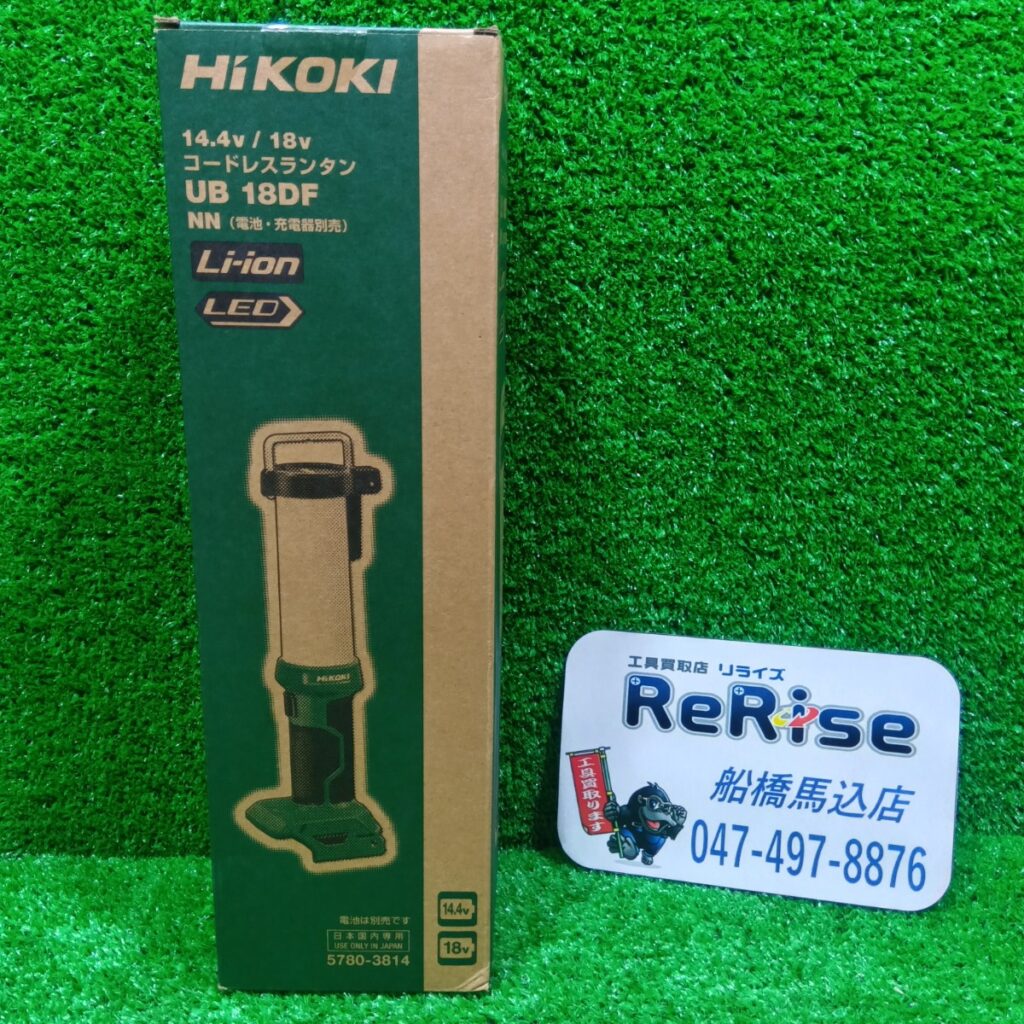 HiKOKI
14.4v / 18v
コードレスランタン
UB 18DF
NN（電池・充電器別売）
Li-ion
LED
HiKOKI
電池は別売です
日本国内専用
USE ONLY IN JAPAN
5780-3814
14.4v
18v
工具買取店 リライズ
ReRise
工具買取ります
船橋馬込店
047-497-8876